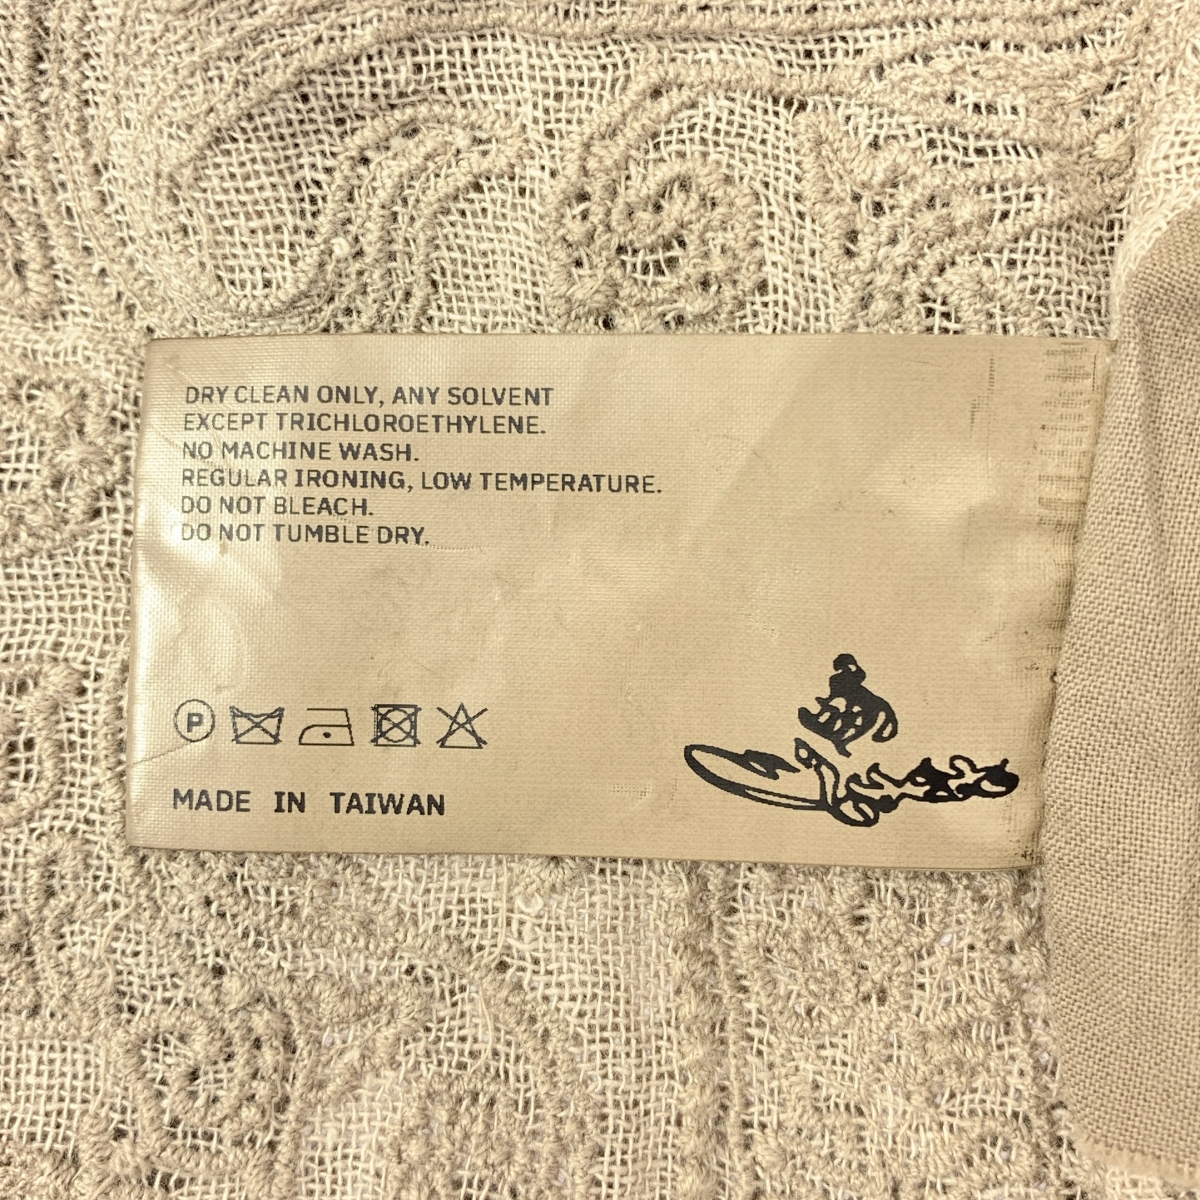 DRY CLEAN ONLY, ANY SOLVENT
EXCEPT TRICHLOROETHYLENE.
NO MACHINE WASH.
REGULAR IRONING, LOW TEMPERATURE.
DO NOT BLEACH.
DO NOT TUMBLE DRY.
P
MADE IN TAIWAN